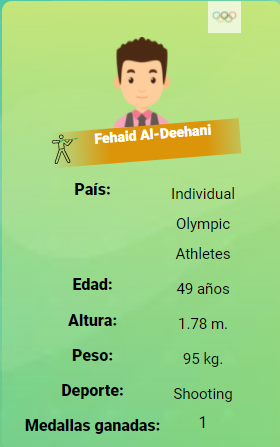 Fehaid Al-Deehani
País: Individual
Olympic
Athletes
Edad: 49 años
Altura: 1.78 m.
Peso: 95 kg.
Deporte: Shooting
Medallas ganadas: 1